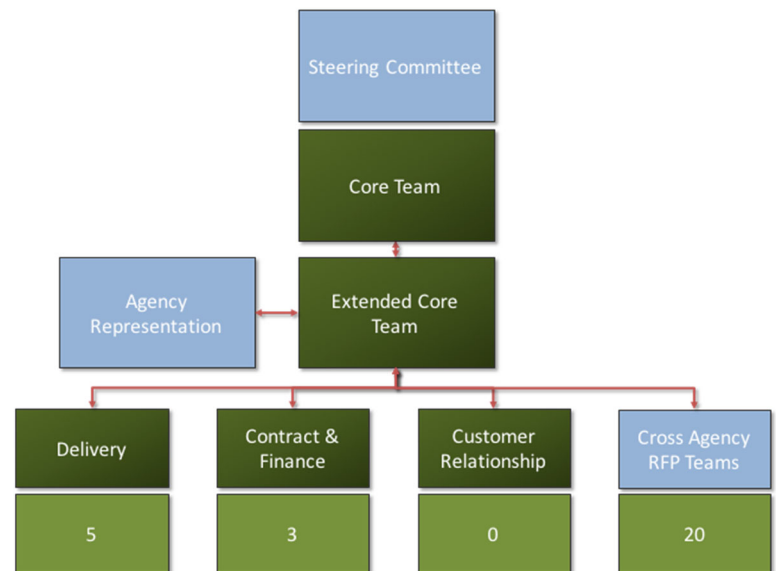 Steering Committee
Core Team
Agency
Representation
Extended Core
Team
Delivery
Contract &
Finance
Customer
Relationship
Cross Agency
RFP Teams
5
3
0
20